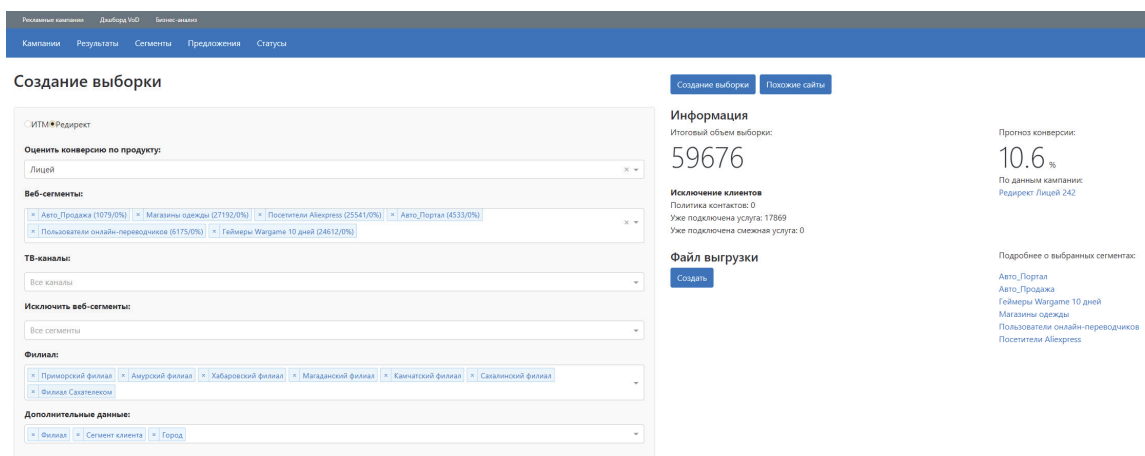 Рекламные кампании Дэшборд VoD Бизнес-анализ
Кампании Результаты Сегменты Предложения Статусы
Создание выборки
ИТМ Редирект
Оценить конверсию по продукту:
Лицей
Веб-сегменты:
× Авто_Продажа (1079/0%) × Магазины одежды (27192/0%) × Посетители Aliexpress (25541/0%) × Авто_Портал (4533/0%)
× Пользователи онлайн-переводчиков (6175/0%) × Геймеры Wargame 10 дней (24612/0%)
ТВ-каналы:
Все каналы
Исключить веб-сегменты:
Все сегменты
Филиал:
× Приморский филиал × Амурский филиал × Хабаровский филиал × Магаданский филиал × Камчатский филиал × Сахалинский филиал
× Филиал Сахателеком
Дополнительные данные:
× Филиал × Сегмент клиента × Город
Создание выборки Похожие сайты
Информация
Итоговый объем выборки:
59676
Исключение клиентов
Политика контактов: 0
Уже подключена услуга: 17869
Уже подключена смежная услуга: 0
Файл выгрузки
Создать
Прогноз конверсии:
10.6 %
По данным кампании:
Редирект Лицей 242
Подробнее о выбранных сегментах:
Авто_Портал
Авто_Продажа
Геймеры Wargame 10 дней
Магазины одежды
Пользователи онлайн-переводчиков
Посетители Aliexpress